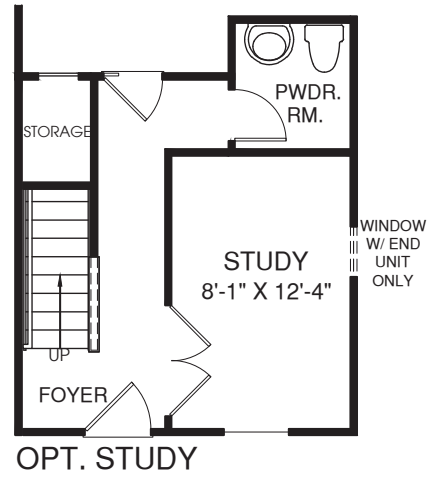 PWDR.
RM.
STORAGE
WINDOW
W/ END
UNIT
ONLY
STUDY
8'-1" X 12'-4"
UP
FOYER
OPT. STUDY